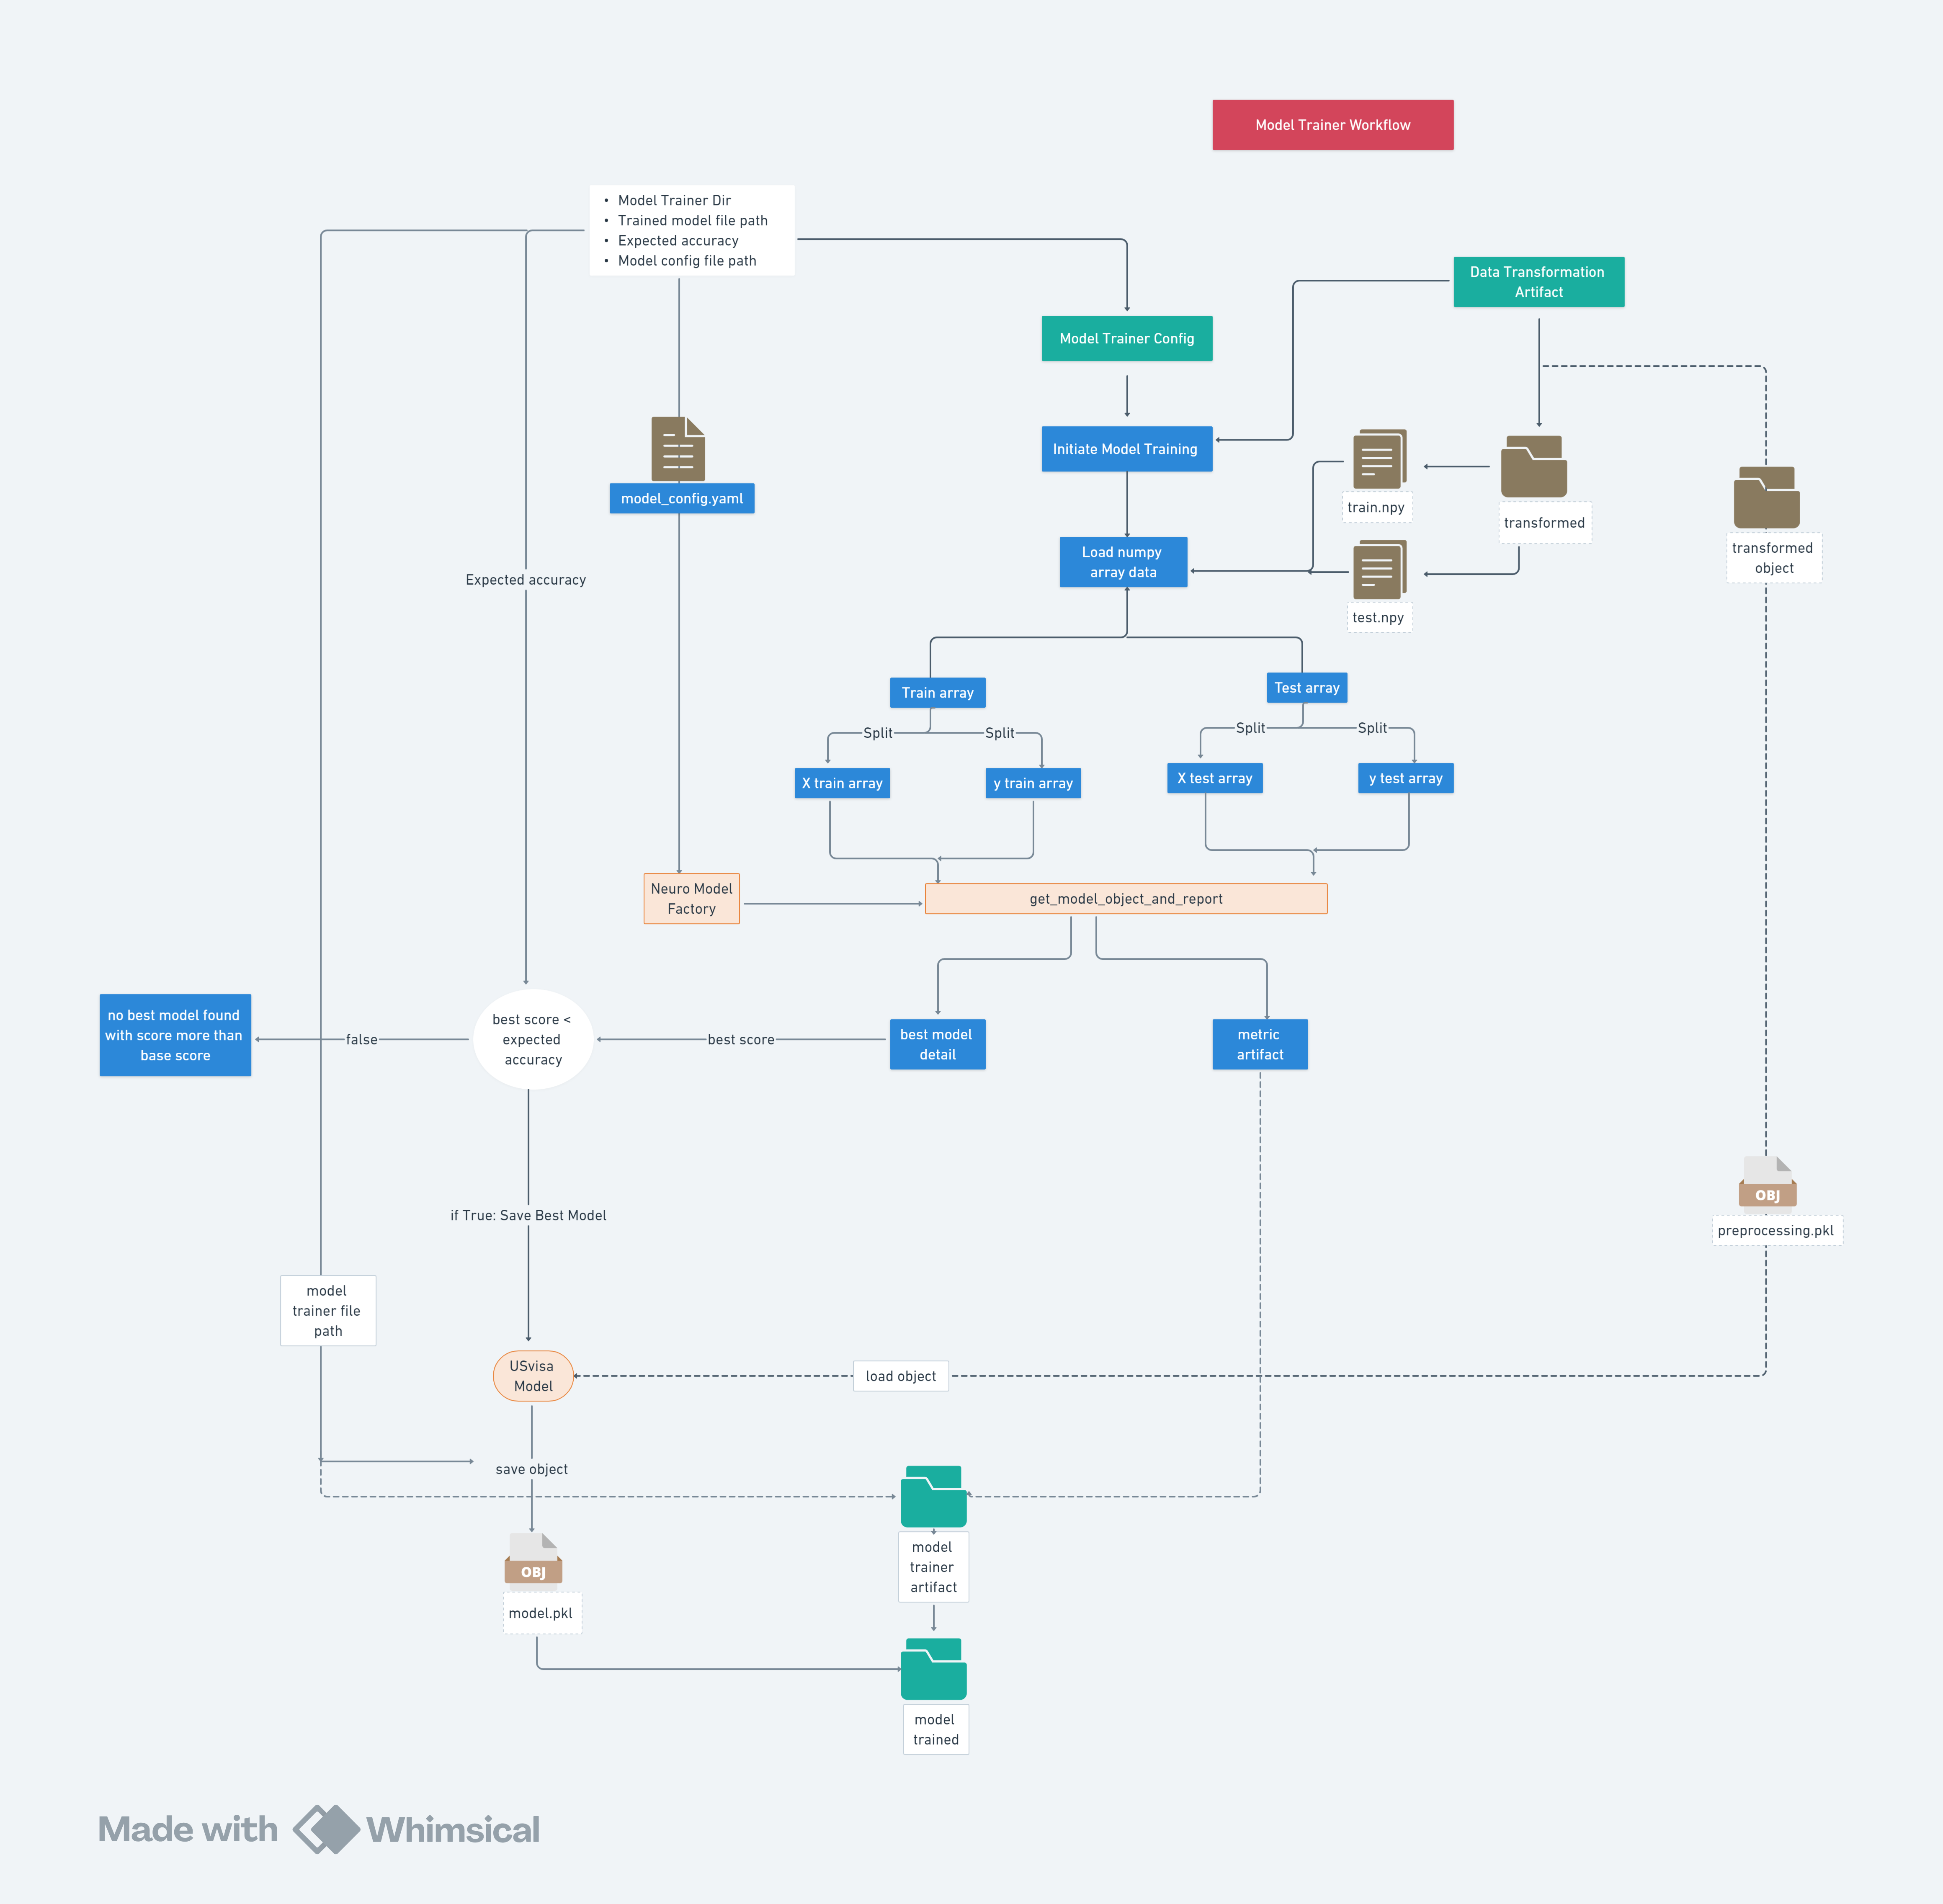 Model Trainer Workflow
• Model Trainer Dir
• Trained model file path
• Expected accuracy
• Model config file path
Data Transformation
Artifact
Model Trainer Config
Initiate Model Training
model_config.yaml
train.npy
transformed
transformed
object
Load numpy
array data
Expected accuracy
test.npy
Train array
Test array
Split
Split
Split
Split
X train array
y train array
X test array
y test array
Neuro Model
Factory
get_model_object_and_report
no best model found
with score more than
base score
false
best score <
expected
accuracy
best score
best model
detail
metric
artifact
OBJ
preprocessing.pkl
if True: Save Best Model
model
trainer file
path
USvisa
Model
load object
save object
OBJ
model.pkl
model
trainer
artifact
model
trained
Made with Whimsical